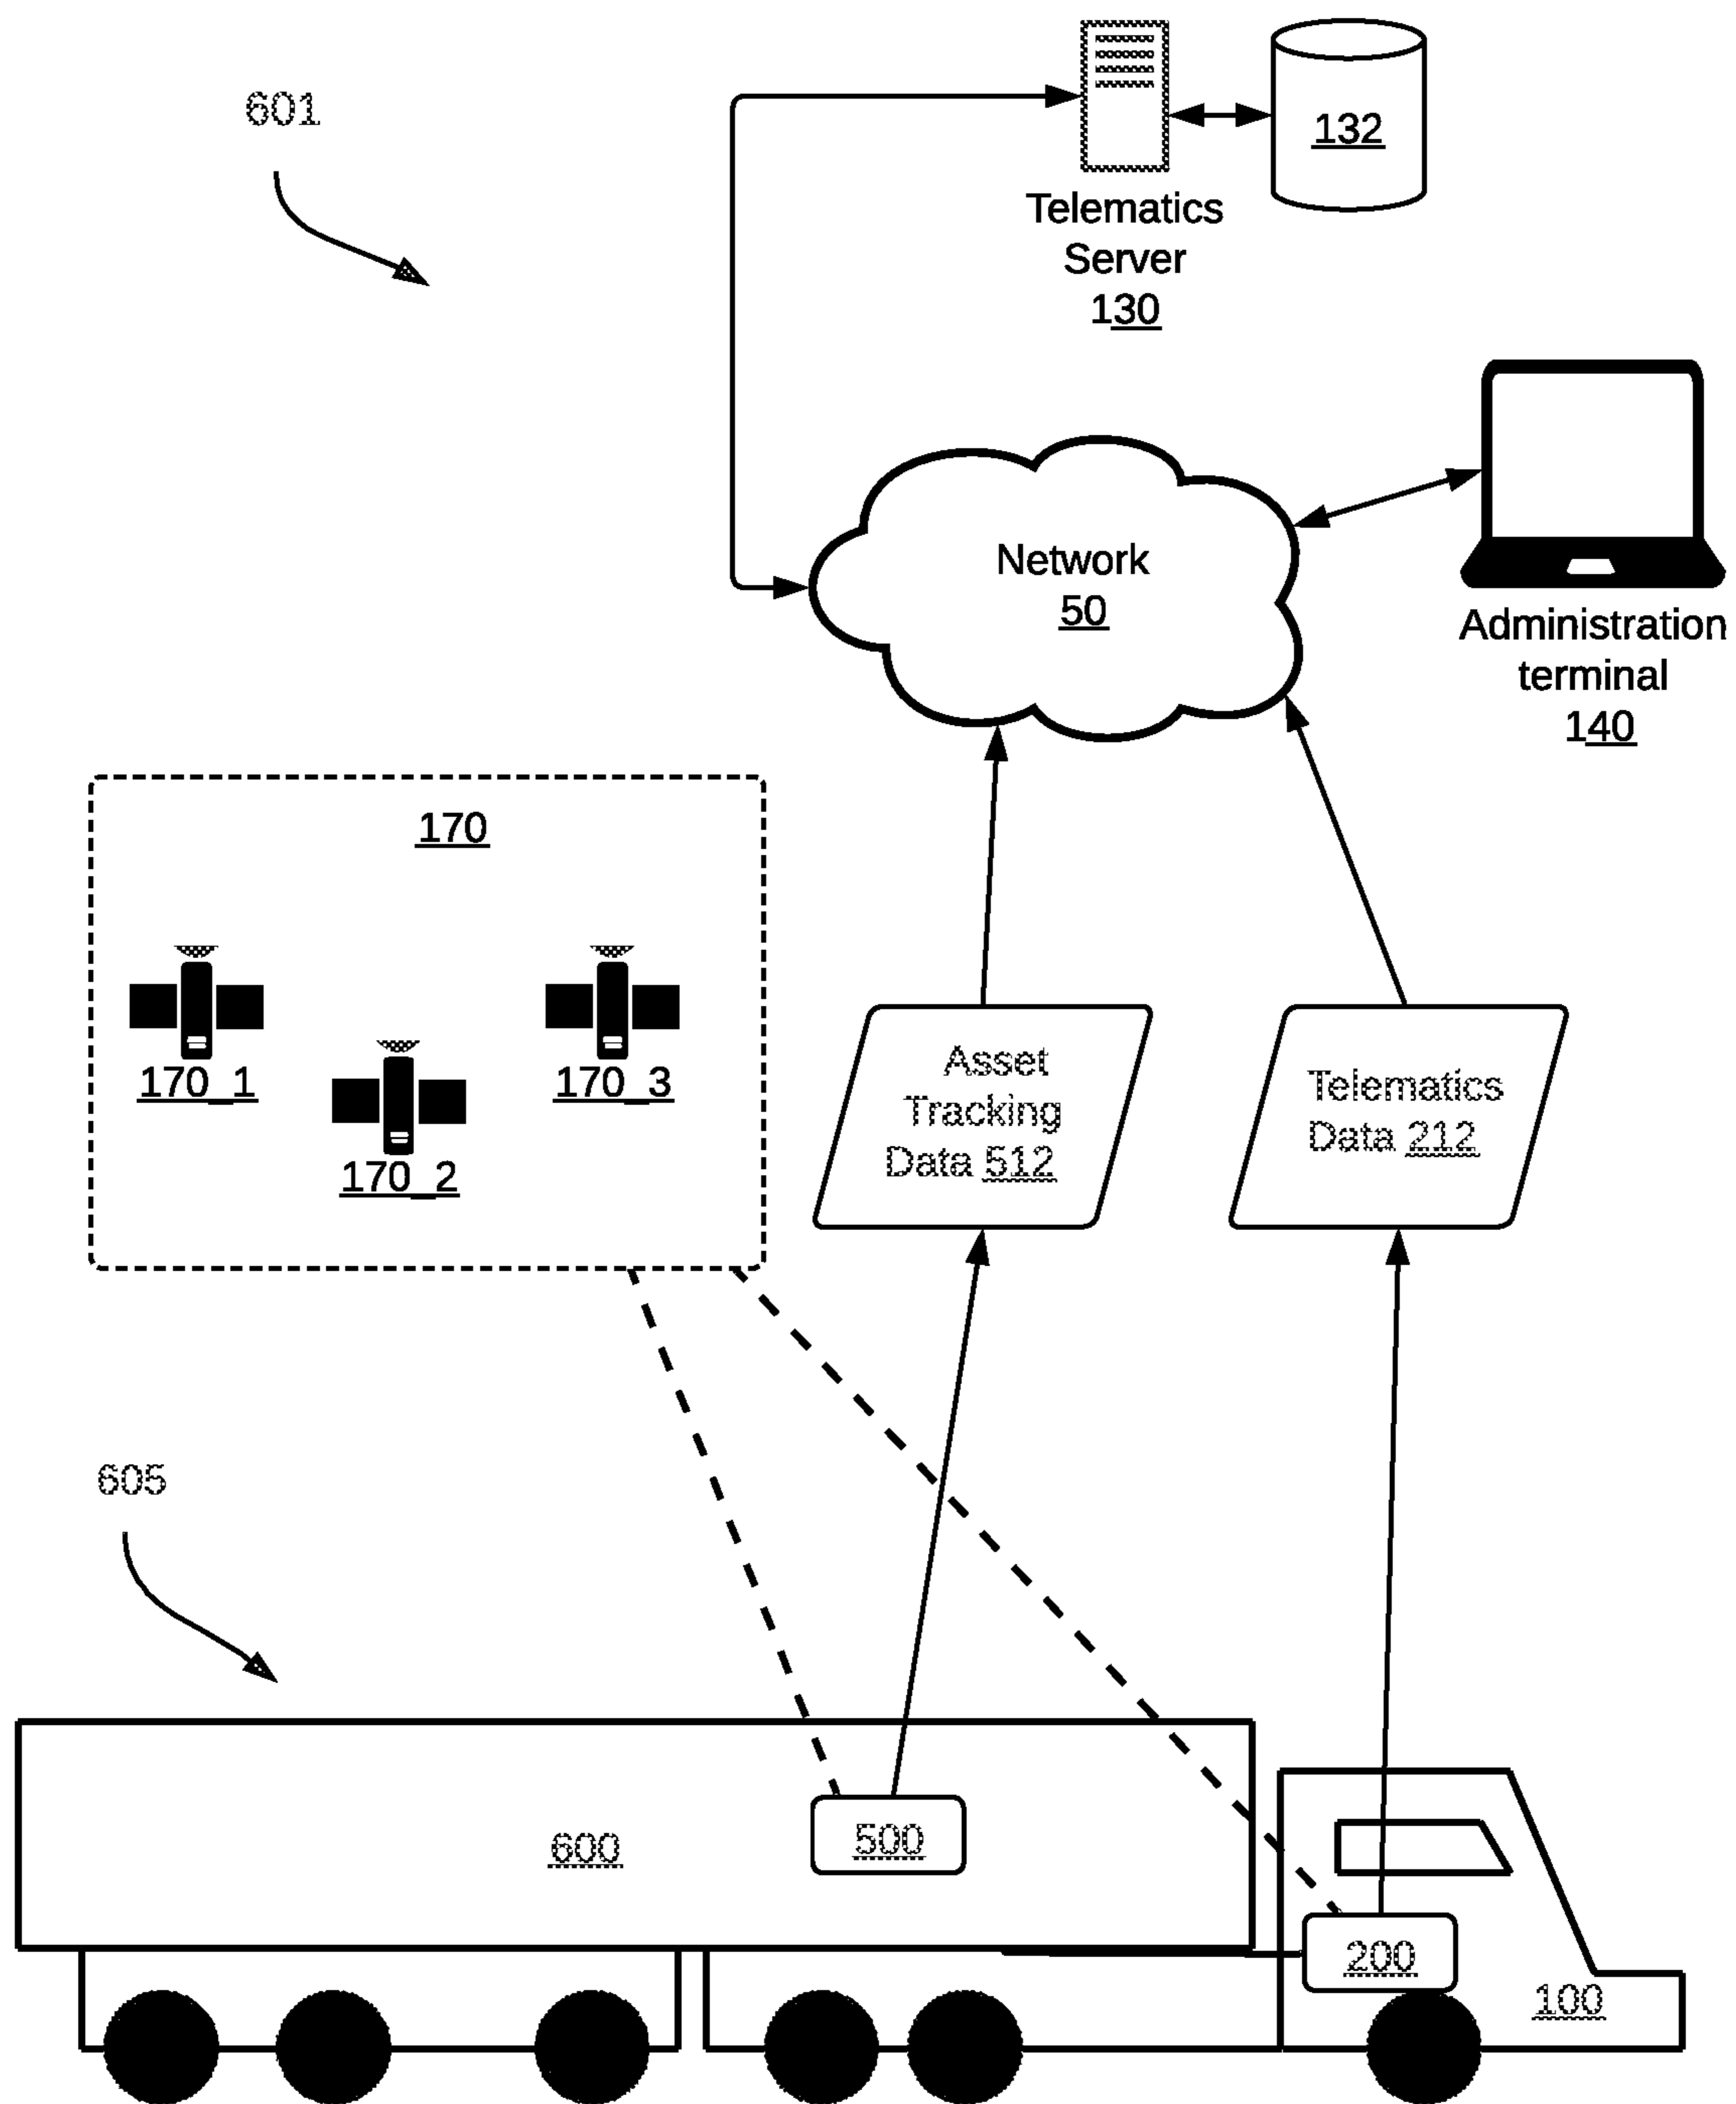 601
132
Telematics
Server
130
Network
50
Administration
terminal
140
170
170_1
170_3
170_2
Asset
Tracking
Data 512
Telematics
Data 212
605
600
500
200
100